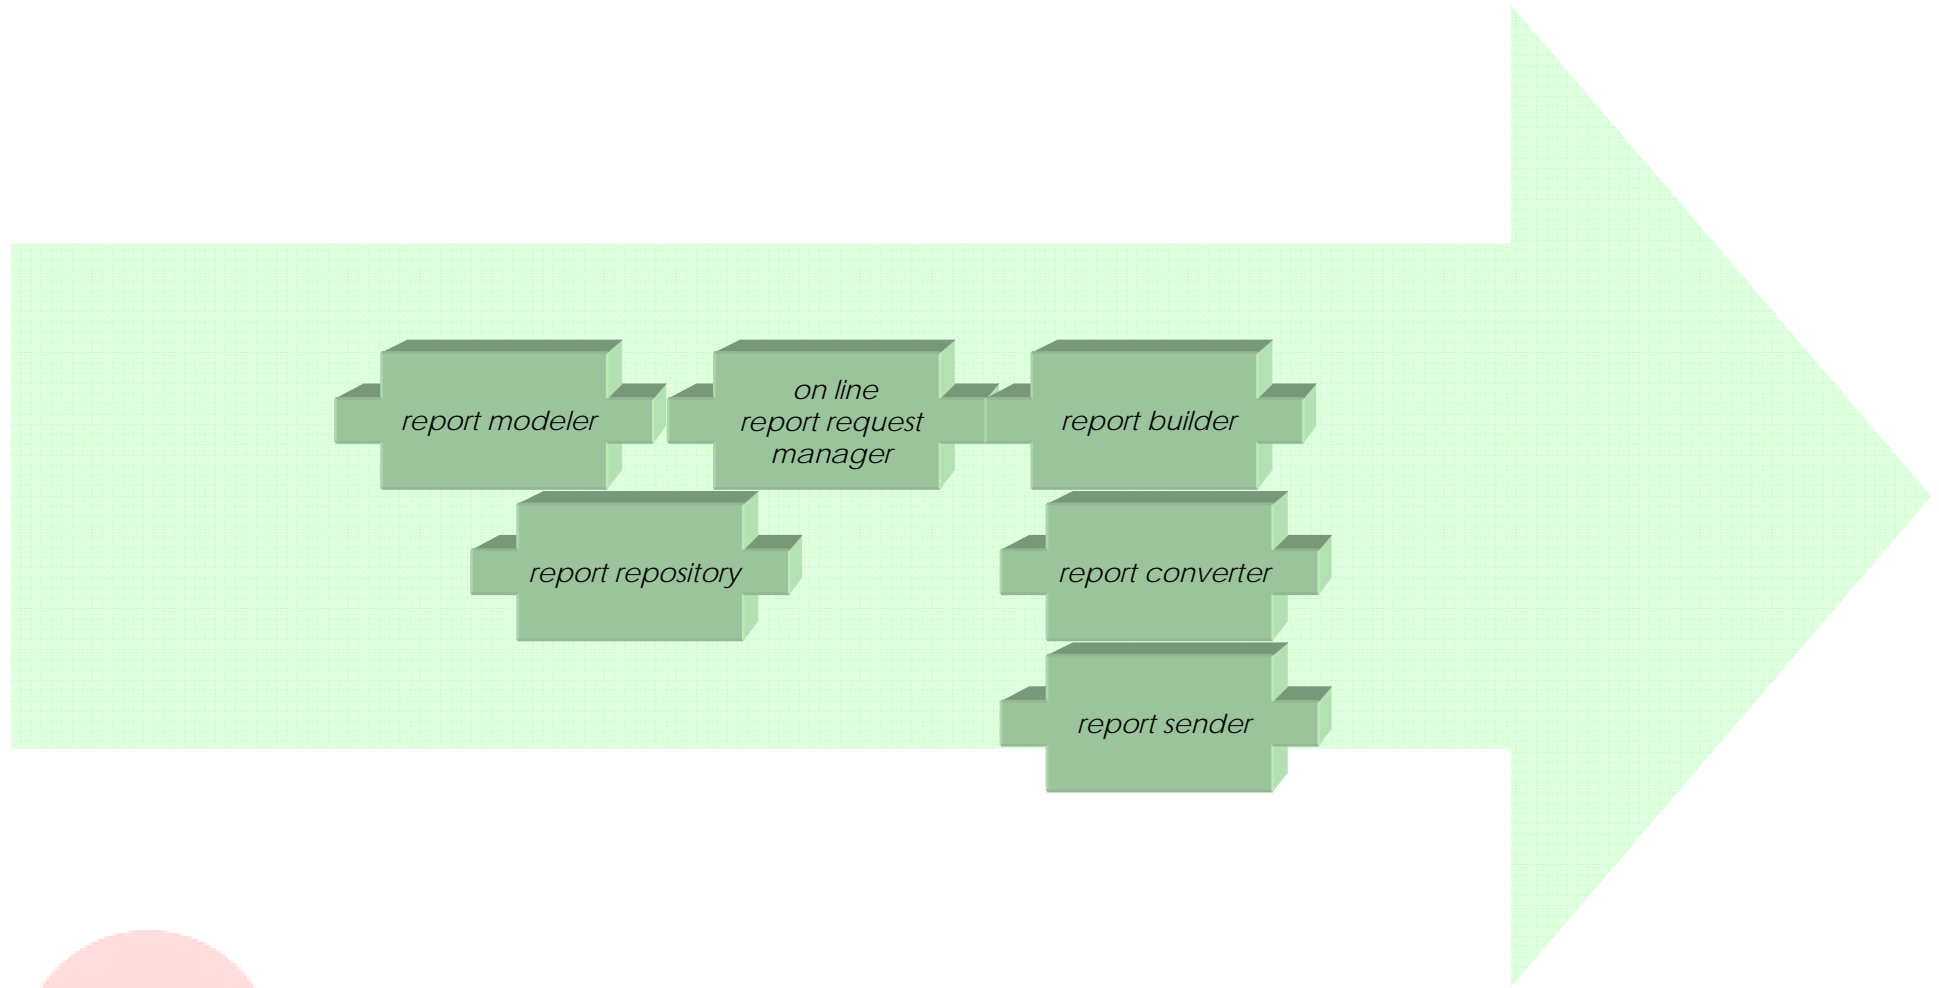 report modeler
on line
report request
manager
report builder
report repository
report converter
report sender